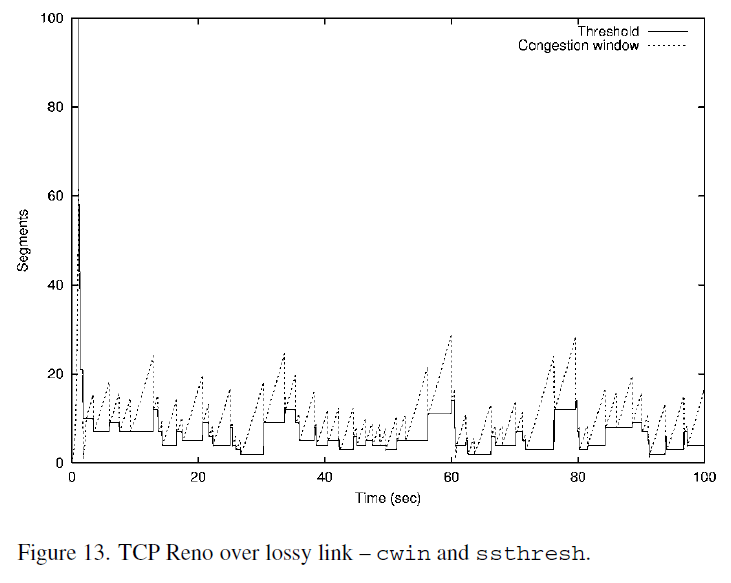 100
80
60
40
20
0
Segments
Threshold
Congestion window
0 20 40 60 80 100
Time (sec)
Figure 13. TCP Reno over lossy link – cwin and ssthresh.